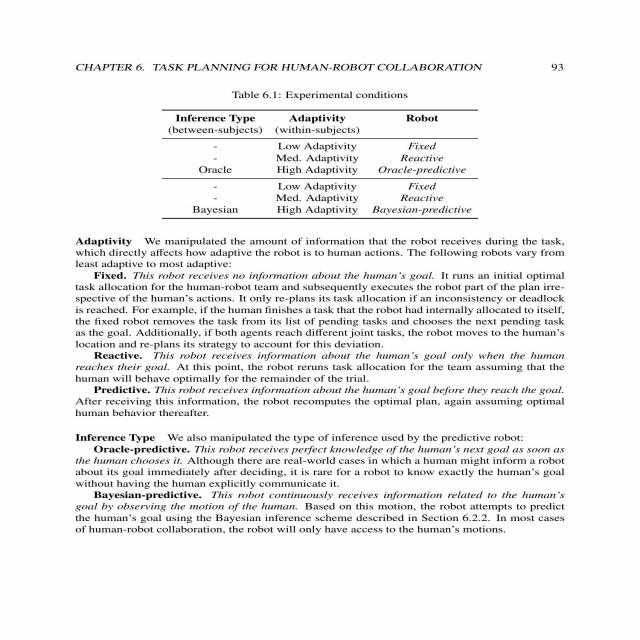 CHAPTER 6. TASK PLANNING FOR HUMAN-ROBOT COLLABORATION 93
Table 6.1: Experimental conditions
Inference Type Adaptivity Robot
(between-subjects) (within-subjects)
- Low Adaptivity Fixed
- Med. Adaptivity Reactive
Oracle High Adaptivity Oracle-predictive
- Low Adaptivity Fixed
- Med. Adaptivity Reactive
Bayesian High Adaptivity Bayesian-predictive
Adaptivity We manipulated the amount of information that the robot receives during the task,
which directly affects how adaptive the robot is to human actions. The following robots vary from
least adaptive to most adaptive:
Fixed. This robot receives no information about the human's goal. It runs an initial optimal
task allocation for the human-robot team and subsequently executes the robot part of the plan irre-
spective of the human's actions. It only re-plans its task allocation if an inconsistency or deadlock
is reached. For example, if the human finishes a task that the robot had internally allocated to itself,
the fixed robot removes the task from its list of pending tasks and chooses the next pending task
as the goal. Additionally, if both agents reach different joint tasks, the robot moves to the human's
location and re-plans its strategy to account for this deviation.
Reactive. This robot receives information about the human's goal only when the human
reaches their goal. At this point, the robot reruns task allocation for the team assuming that the
human will behave optimally for the remainder of the trial.
Predictive. This robot receives information about the human's goal before they reach the goal.
After receiving this information, the robot recomputes the optimal plan, again assuming optimal
human behavior thereafter.
Inference Type We also manipulated the type of inference used by the predictive robot:
Oracle-predictive. This robot receives perfect knowledge of the human's next goal as soon as
the human chooses it. Although there are real-world cases in which a human might inform a robot
about its goal immediately after deciding, it is rare for a robot to know exactly the human's goal
without having the human explicitly communicate it.
Bayesian-predictive. This robot continuously receives information related to the human's
goal by observing the motion of the human. Based on this motion, the robot attempts to predict
the human's goal using the Bayesian inference scheme described in Section 6.2.2. In most cases
of human-robot collaboration, the robot will only have access to the human's motions.